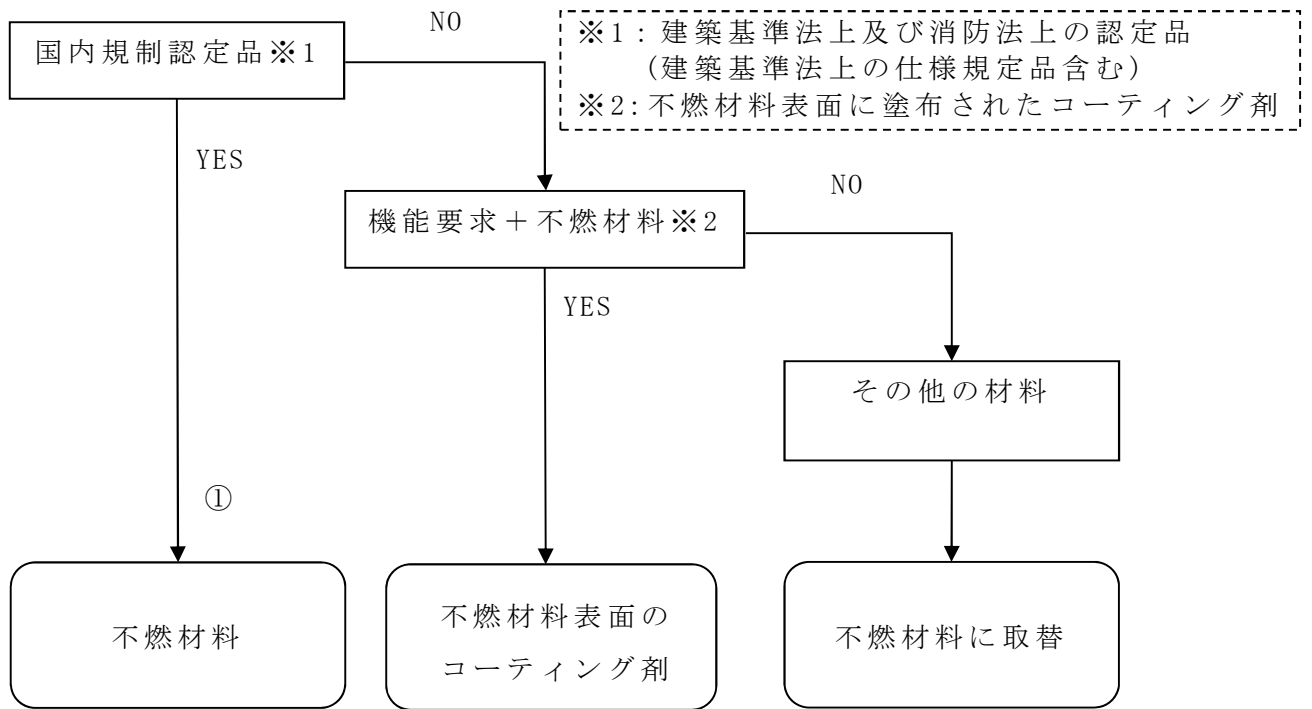 NO
※1：建築基準法上及び消防法上の認定品
(建築基準法上の仕様規定品含む)
※2:不燃材料表面に塗布されたコーティング剤
国内規制認定品※1
YES
NO
機能要求＋不燃材料※2
YES
その他の材料
①
不燃材料
不燃材料表面の
コーティング剤
不燃材料に取替